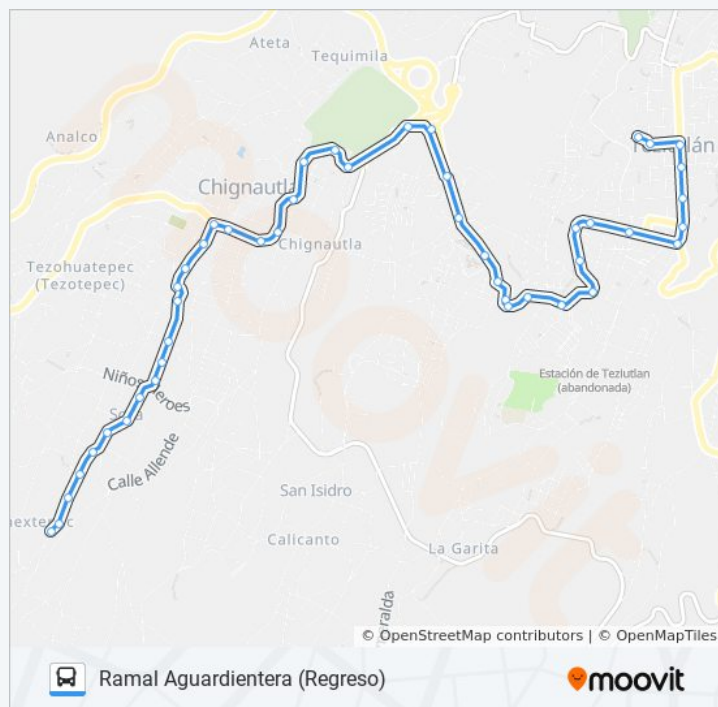 Ateta
Tequimila
Analco
Chignautla
Tezohuatepec
(Tezotepec)
Chignautla
Niños Héroes
Calle Allende
Estación de Teziutlan
(abandonada)
San Isidro
Calicanto
La Garita
© OpenStreetMap contributors | © OpenMapTiles
Ramal Aguardientera (Regreso)
moovit